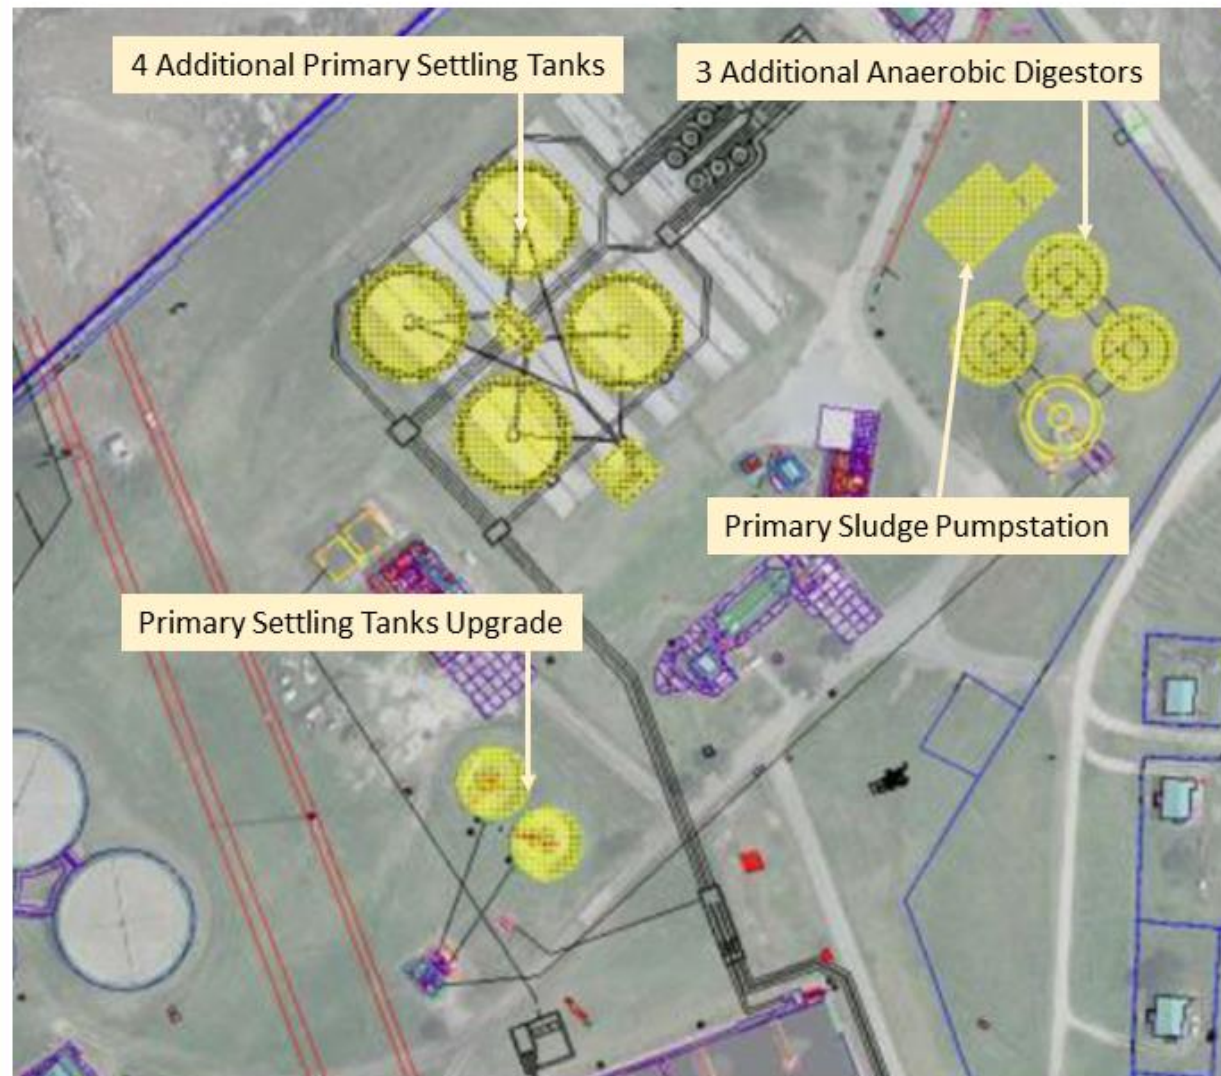 4 Additional Primary Settling Tanks
3 Additional Anaerobic Digestors
Primary Sludge Pumpstation
Primary Settling Tanks Upgrade